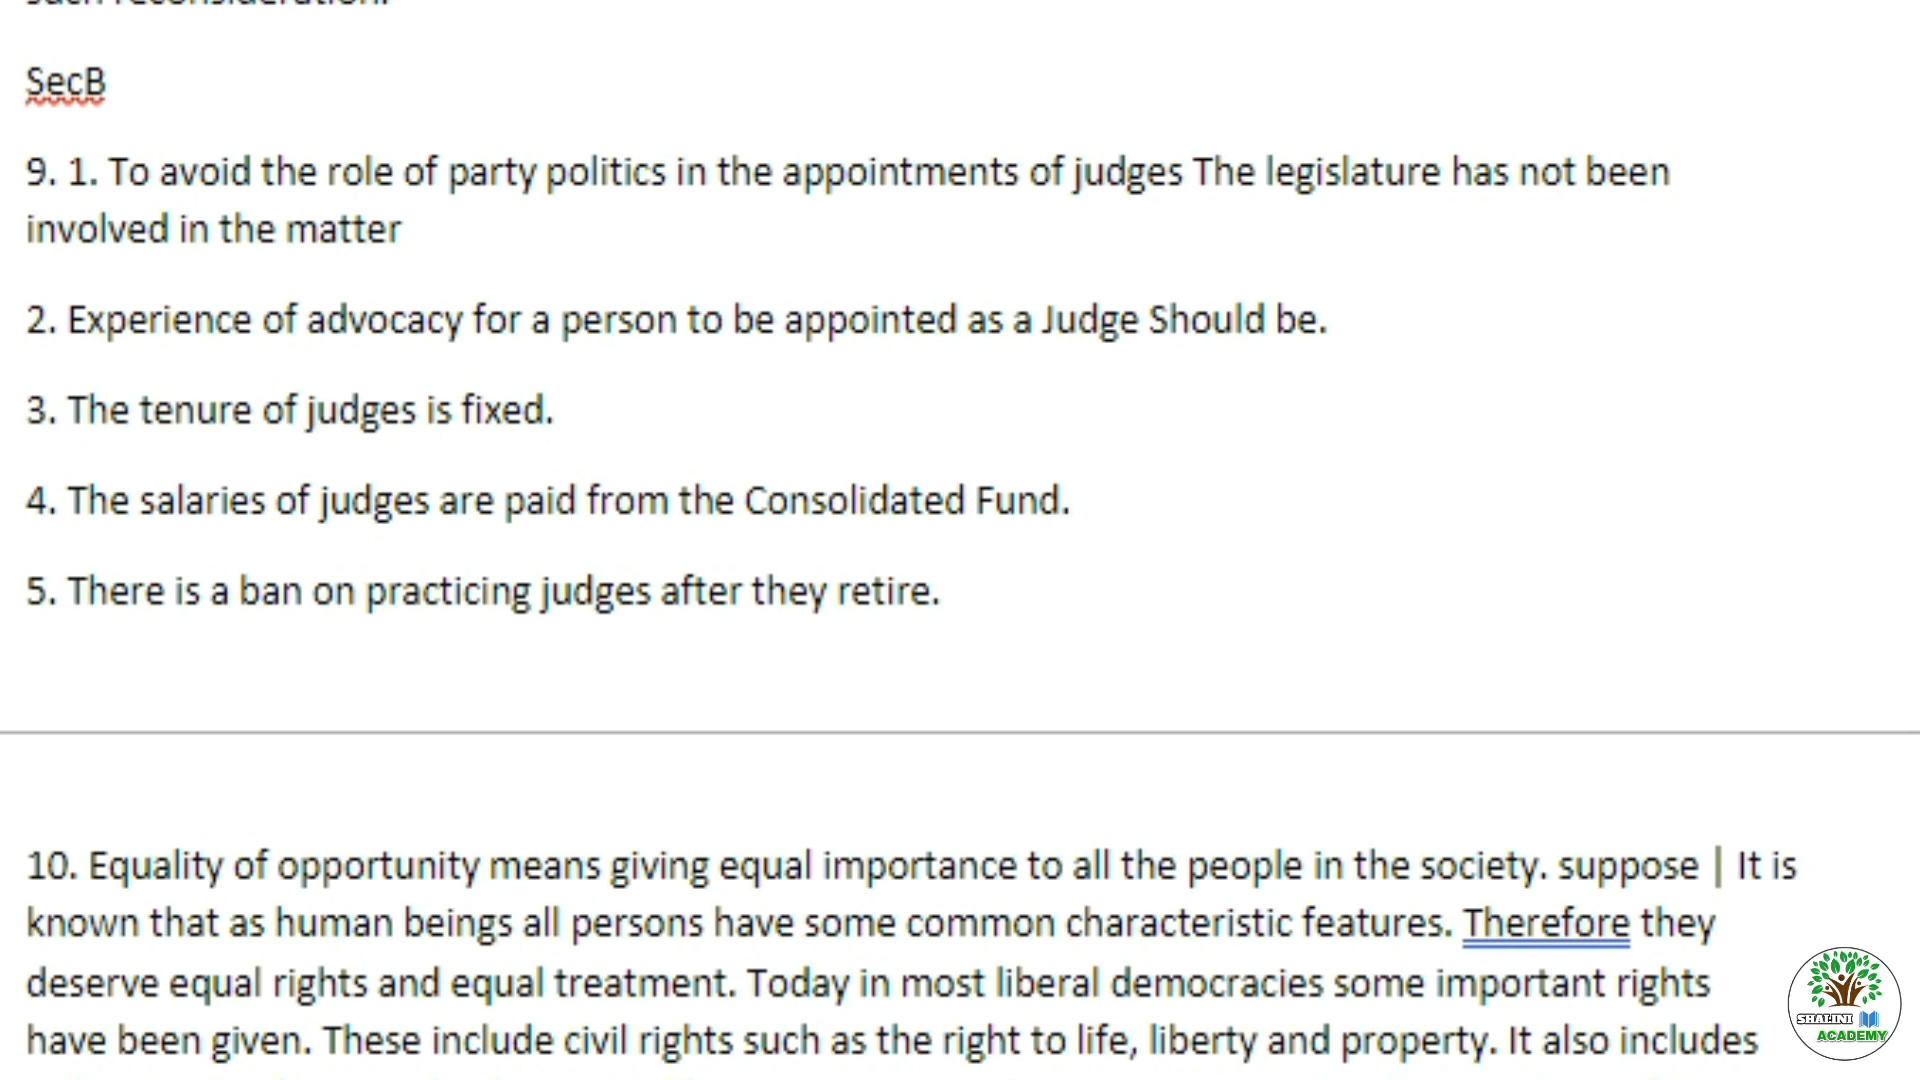 such reconsideration.
SecB
9. 1. To avoid the role of party politics in the appointments of judges The legislature has not been
involved in the matter
2. Experience of advocacy for a person to be appointed as a Judge Should be.
3. The tenure of judges is fixed.
4. The salaries of judges are paid from the Consolidated Fund.
5. There is a ban on practicing judges after they retire.
10. Equality of opportunity means giving equal importance to all the people in the society. suppose | It is
known that as human beings all persons have some common characteristic features. Therefore they
deserve equal rights and equal treatment. Today in most liberal democracies some important rights
have been given. These include civil rights such as the right to life, liberty and property. It also includes
SHALINI
ACADEMY